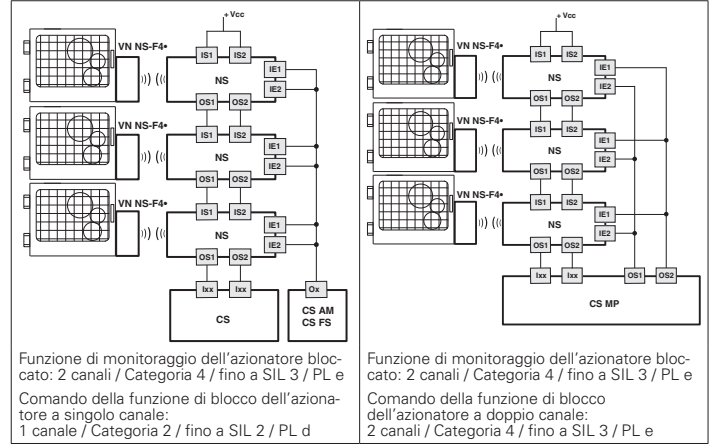 + Vcc
VN NS-F4•
IS1 IS2
NS
IE1
IE2
OS1 OS2
VN NS-F4•
IS1 IS2
NS
IE1
IE2
OS1 OS2
VN NS-F4•
IS1 IS2
NS
IE1
IE2
OS1 OS2
Ixx Ixx
CS
Ox
CS AM
CS FS
Funzione di monitoraggio dell'azionatore bloc-
cato: 2 canali / Categoria 4 / fino a SIL 3 / PL e
Comando della funzione di blocco dell'aziona-
tore a singolo canale:
1 canale / Categoria 2 / fino a SIL 2 / PL d
+ Vcc
VN NS-F4•
IS1 IS2
NS
IE1
IE2
OS1 OS2
VN NS-F4•
IS1 IS2
NS
IE1
IE2
OS1 OS2
VN NS-F4•
IS1 IS2
NS
IE1
IE2
OS1 OS2
Ixx Ixx
OS1 OS2
CS MP
Funzione di monitoraggio dell'azionatore bloc-
cato: 2 canali / Categoria 4 / fino a SIL 3 / PL e
Comando della funzione di blocco
dell'azionatore a doppio canale:
2 canali / Categoria 4 / fino a SIL 3 / PL e